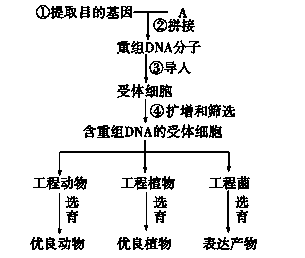 ①提取目的基因 A
②拼接
重组DNA分子
③导人
受体细胞
④扩增和筛选
含重组DNA的受体细胞
工程动物 工程植物 工程菌
选育 选育 选育
优良动物 优良植物 表达产物